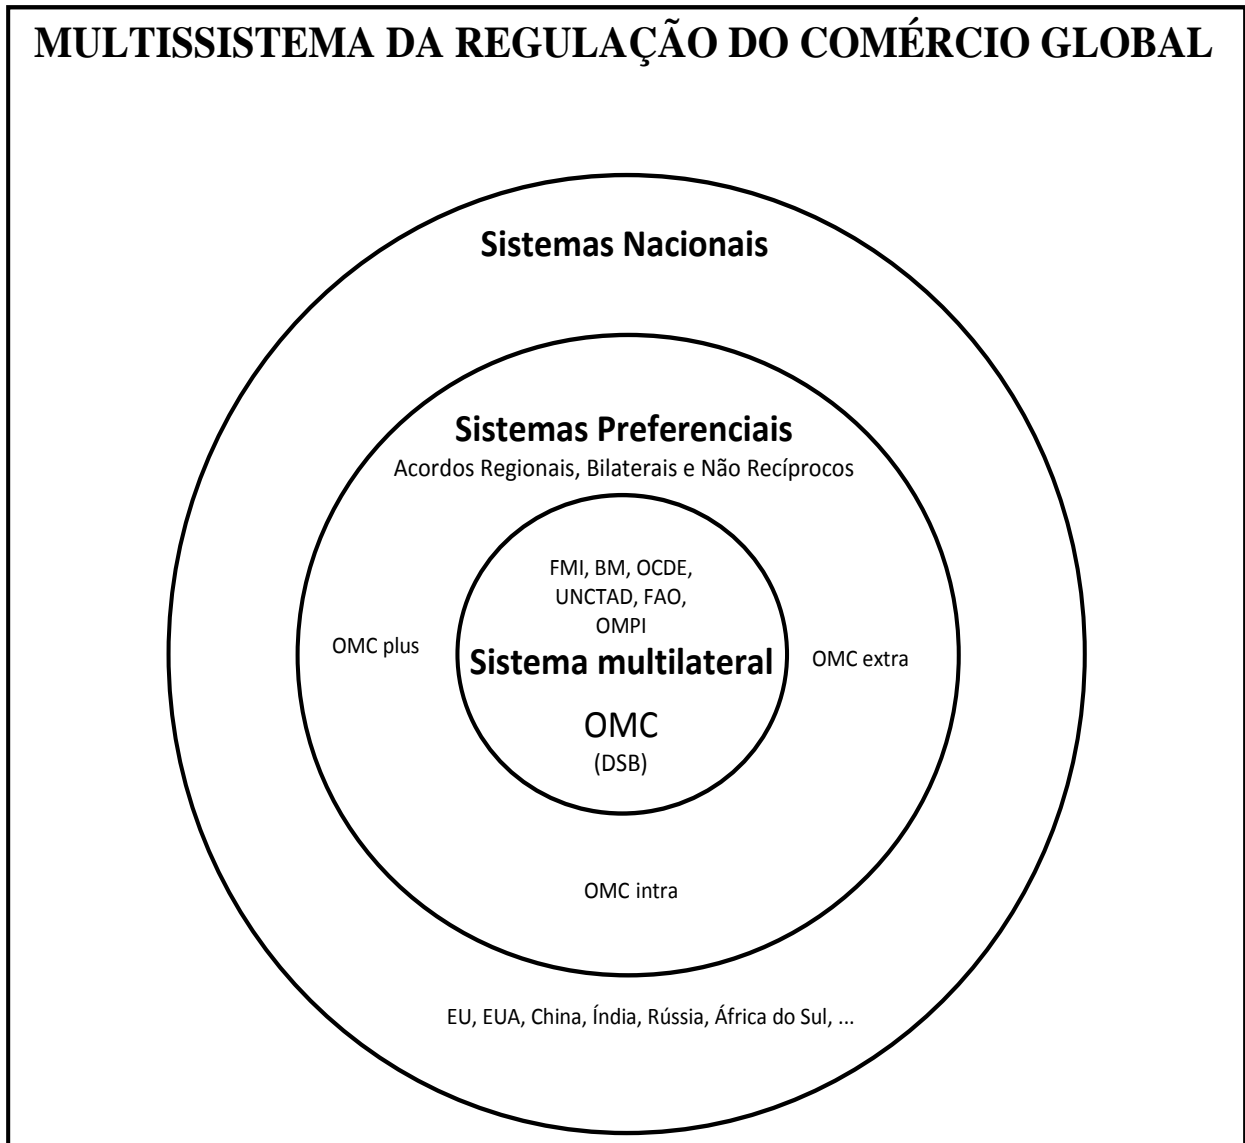 MULTISSISTEMA DA REGULAÇÃO DO COMÉRCIO GLOBAL
Sistemas Nacionais
Sistemas Preferenciais
Acordos Regionais, Bilaterais e Não Recíprocos
FMI, BM, OCDE,
UNCTAD, FAO,
OMPI
OMC plus
Sistema multilateral
OMC extra
OMC
(DSB)
OMC intra
EU, EUA, China, Índia, Rússia, África do Sul, ...